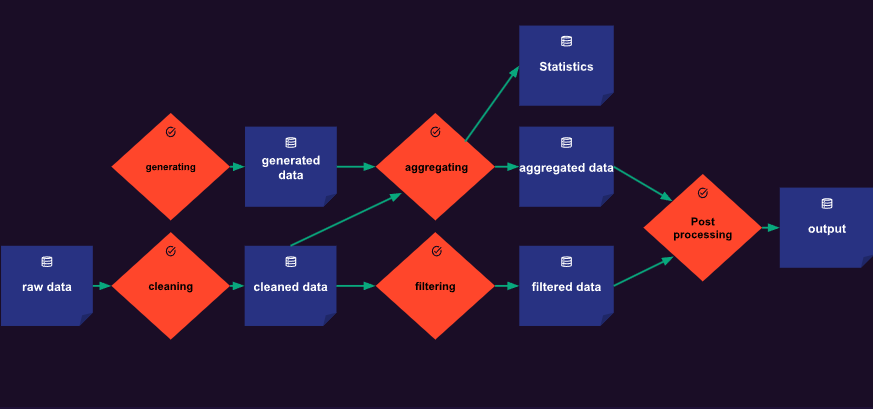 Statistics
generating
generated
data
aggregating
aggregated data
Post
processing
output
raw data
cleaning
cleaned data
filtering
filtered data